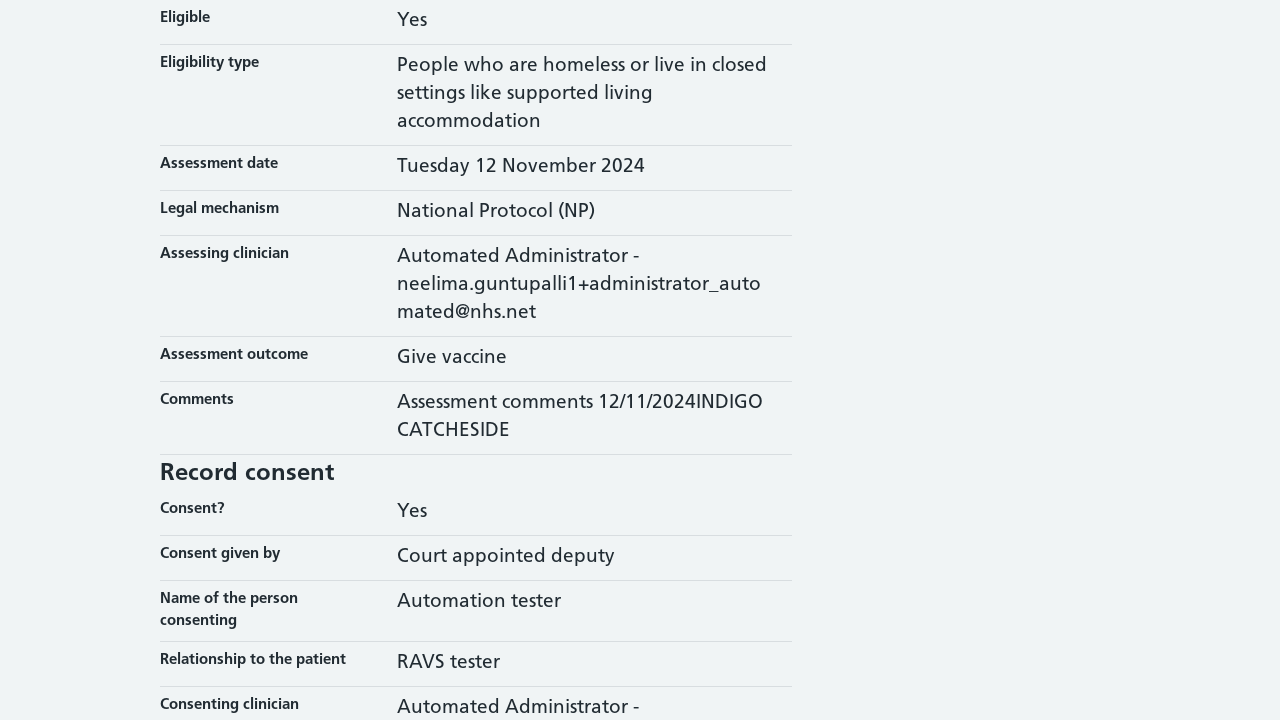 Eligible Yes
Eligibility type People who are homeless or live in closed
settings like supported living
accommodation
Assessment date Tuesday 12 November 2024
Legal mechanism National Protocol (NP)
Assessing clinician Automated Administrator -
neelima.guntupalli1+administrator_auto
mated@nhs.net
Assessment outcome Give vaccine
Comments Assessment comments 12/11/2024INDIGO
CATCHESIDE
Record consent
Consent? Yes
Consent given by Court appointed deputy
Name of the person Automation tester
consenting
Relationship to the patient RAVS tester
Consenting clinician Automated Administrator -